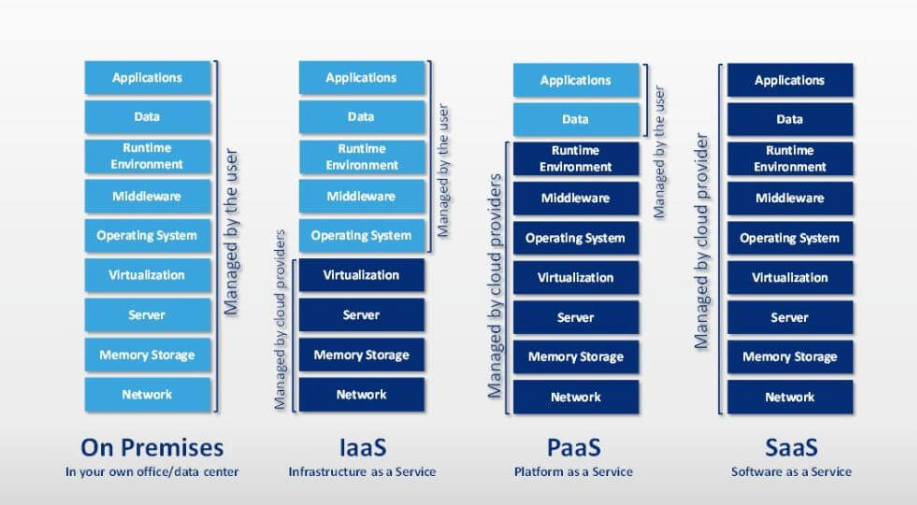 Applications
Data
Runtime
Environment
Middleware
Operating System
Virtualization
Server
Memory Storage
Network
Managed by the user
On Premises
In your own office/data center
Applications
Data
Runtime
Environment
Middleware
Operating System
Virtualization
Server
Memory Storage
Network
Managed by the user
Managed by cloud providers
IaaS
Infrastructure as a Service
Applications
Data
Runtime
Environment
Middleware
Operating System
Virtualization
Server
Memory Storage
Network
Managed by the user
Managed by cloud providers
PaaS
Platform as a Service
Applications
Data
Runtime
Environment
Middleware
Operating System
Virtualization
Server
Memory Storage
Network
Managed by cloud provider
SaaS
Software as a Service